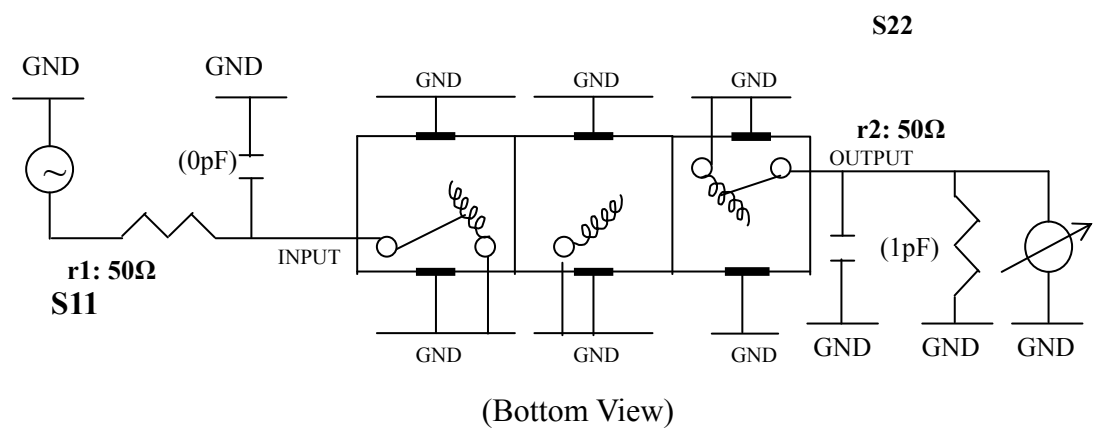 S22
GND
GND
GND
GND
GND
r2: 50Ω
OUTPUT
(0pF)
~
INPUT
(1pF)
r1: 50Ω
S11
GND
GND
GND
GND
GND
GND
(Bottom View)